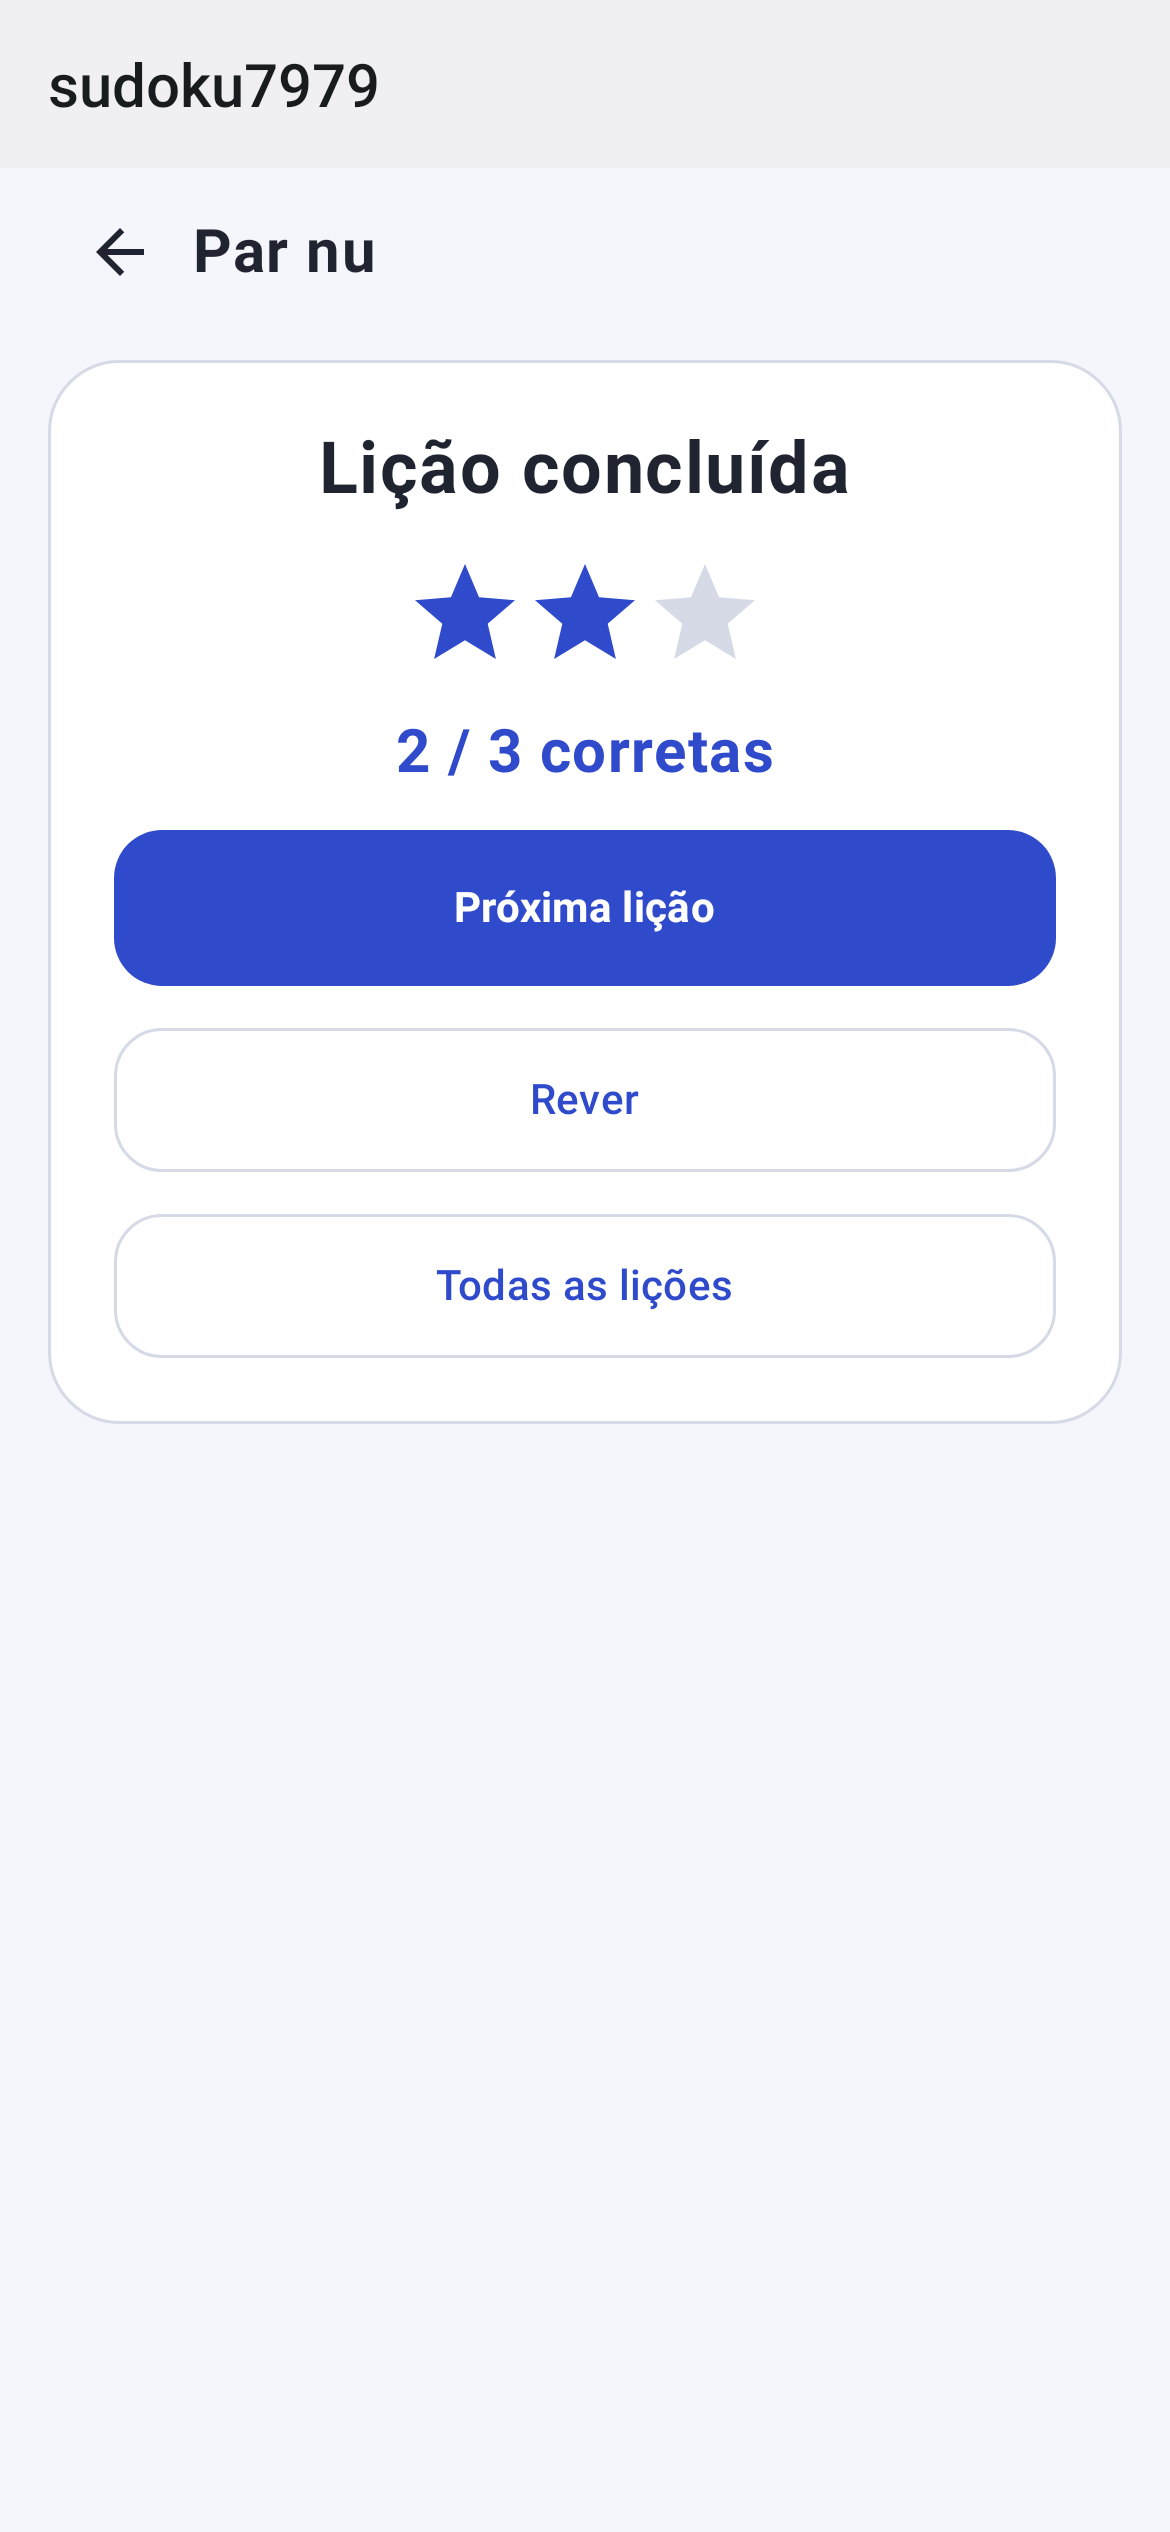 sudoku7979
Par nu
Lição concluída
2 / 3 corretas
Próxima lição
Rever
Todas as lições